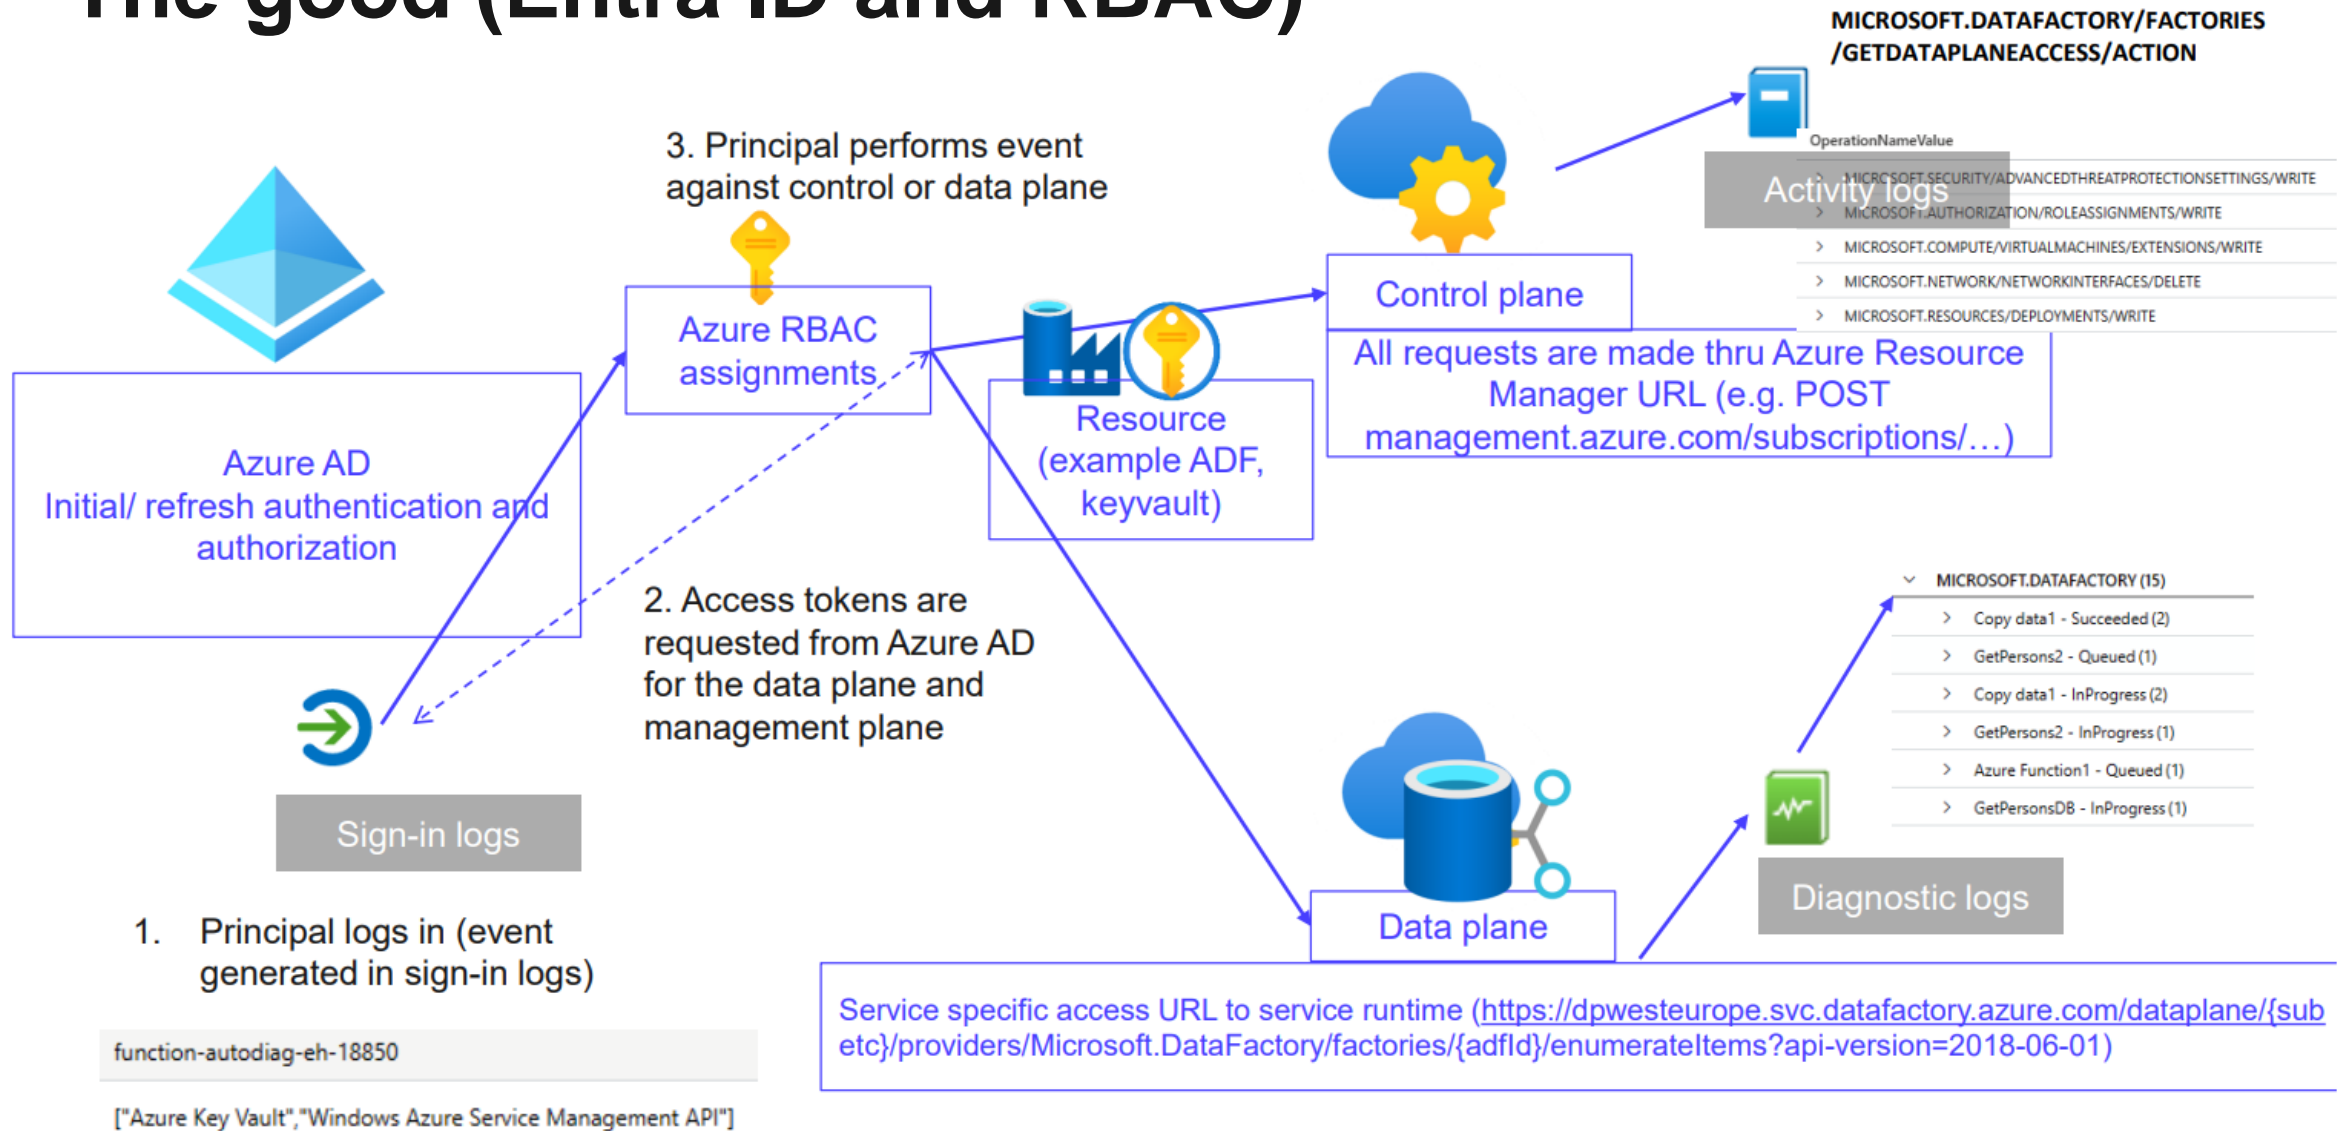 The good (Entra ID and RBAC)
MICROSOFT.DATAFACTORY/FACTORIES
/GETDATAPLANEACCESS/ACTION
3. Principal performs event
against control or data plane
OperationNameValue
Activity logs
MICROSOFT.SECURITY/ADVANCEDTHREATPROTECTIONSETTINGS/WRITE
MICROSOFT.AUTHORIZATION/ROLEASSIGNMENTS/WRITE
MICROSOFT.COMPUTE/VIRTUALMACHINES/EXTENSIONS/WRITE
MICROSOFT.NETWORK/NETWORKINTERFACES/DELETE
MICROSOFT.RESOURCES/DEPLOYMENTS/WRITE
Azure RBAC
assignments
Control plane
All requests are made thru Azure Resource
Manager URL (e.g. POST
management.azure.com/subscriptions/…)
Resource
(example ADF,
keyvault)
Azure AD
Initial/ refresh authentication and
authorization
2. Access tokens are
requested from Azure AD
for the data plane and
management plane
MICROSOFT.DATAFACTORY (15)
Copy data1 - Succeeded (2)
GetPersons2 - Queued (1)
Copy data1 - InProgress (2)
GetPersons2 - InProgress (1)
Azure Function1 - Queued (1)
GetPersonsDB - InProgress (1)
Sign-in logs
Diagnostic logs
1. Principal logs in (event
generated in sign-in logs)
Data plane
Service specific access URL to service runtime (https://dpwesteurope.svc.datafactory.azure.com/dataplane/{sub
etc}/providers/Microsoft.DataFactory/factories/{adfId}/enumerateItems?api-version=2018-06-01)
function-autodiag-eh-18850
["Azure Key Vault","Windows Azure Service Management API"]